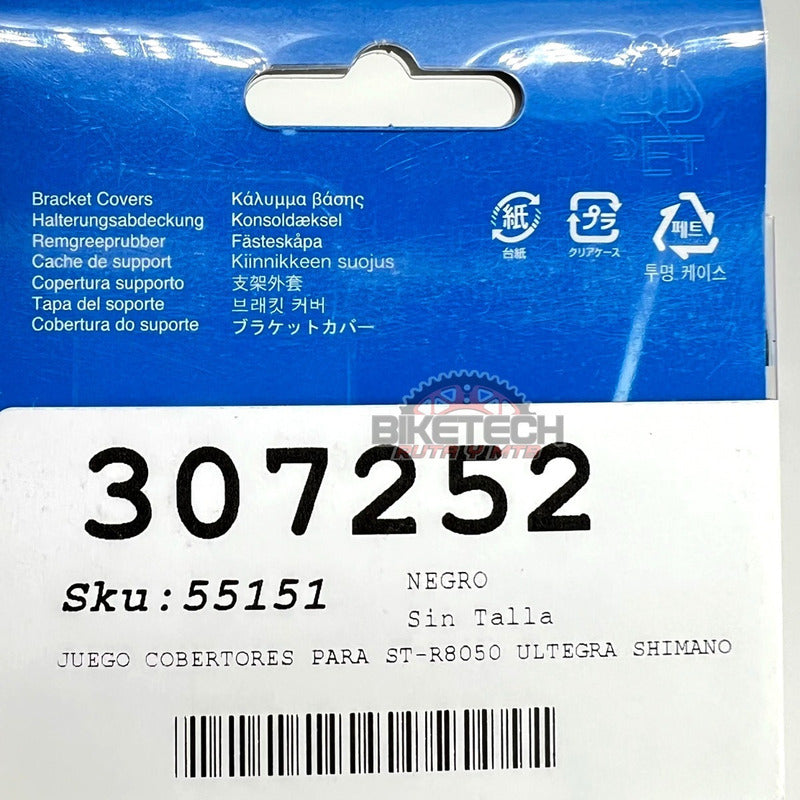 PET
Bracket Covers
Halterungsabdeckung
Remgreeprubber
Cache de support
Copertura supporto
Tapa del soporte
Cobertura do suporte
Κάλυμμα βάσης
Konsoldæksel
Fästeskåpa
Kiinnikkeen suojus
支架外套
브래킷 커버
ブラケットカバー
紙
台紙
プラ
クリアケース
페트
투명 케이스
BIKETECH
RUTA Y MTB
307252
Sku:55151
NEGRO
Sin Talla
JUEGO COBERTORES PARA ST-R8050 ULTEGRA SHIMANO